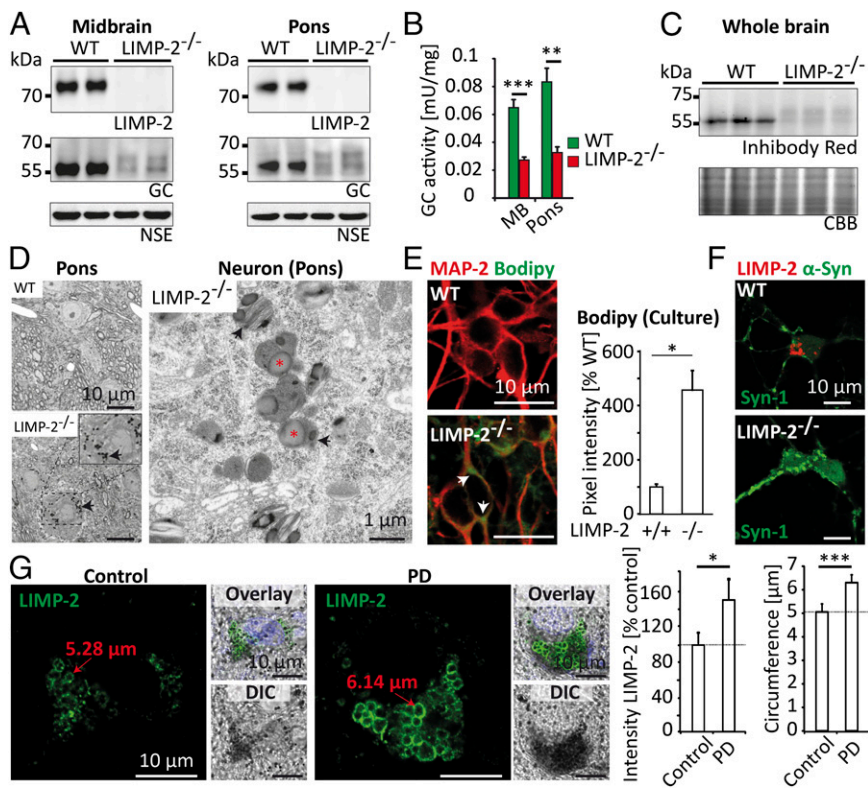 A
Midbrain
Pons
WT LIMP-2-/-
WT LIMP-2-/-
kDa
kDa
70
70
LIMP-2
LIMP-2
70
70
55
55
GC
GC
NSE
NSE
B
GC activity [mU/mg]
0.1
0.08
0.06
0.04
0.02
0
***
**
WT
LIMP-2-/-
MB
Pons
C
Whole brain
kDa
WT
LIMP-2-/-
75
55
Inhibody Red
CBB
D
Pons
Neuron (Pons)
WT
10 µm
LIMP-2-/-
LIMP-2-/-
*
*
1 µm
E
MAP-2 Bodipy
WT
10 µm
LIMP-2-/-
Bodipy (Culture)
Pixel intensity [% WT]
600
400
200
0
*
LIMP-2 +/+ -/-
F
LIMP-2 α-Syn
WT
10 µm
Syn-1
LIMP-2-/-
Syn-1
G
Control
PD
LIMP-2
5.28 µm
10 µm
Overlay
10 µm
DIC
LIMP-2
6.14 µm
Overlay
10 µm
DIC
Intensity LIMP-2 [% control]
160
120
80
40
0
*
Control
PD
Circumference [µm]
7
6
5
4
3
2
1
0
***
Control
PD